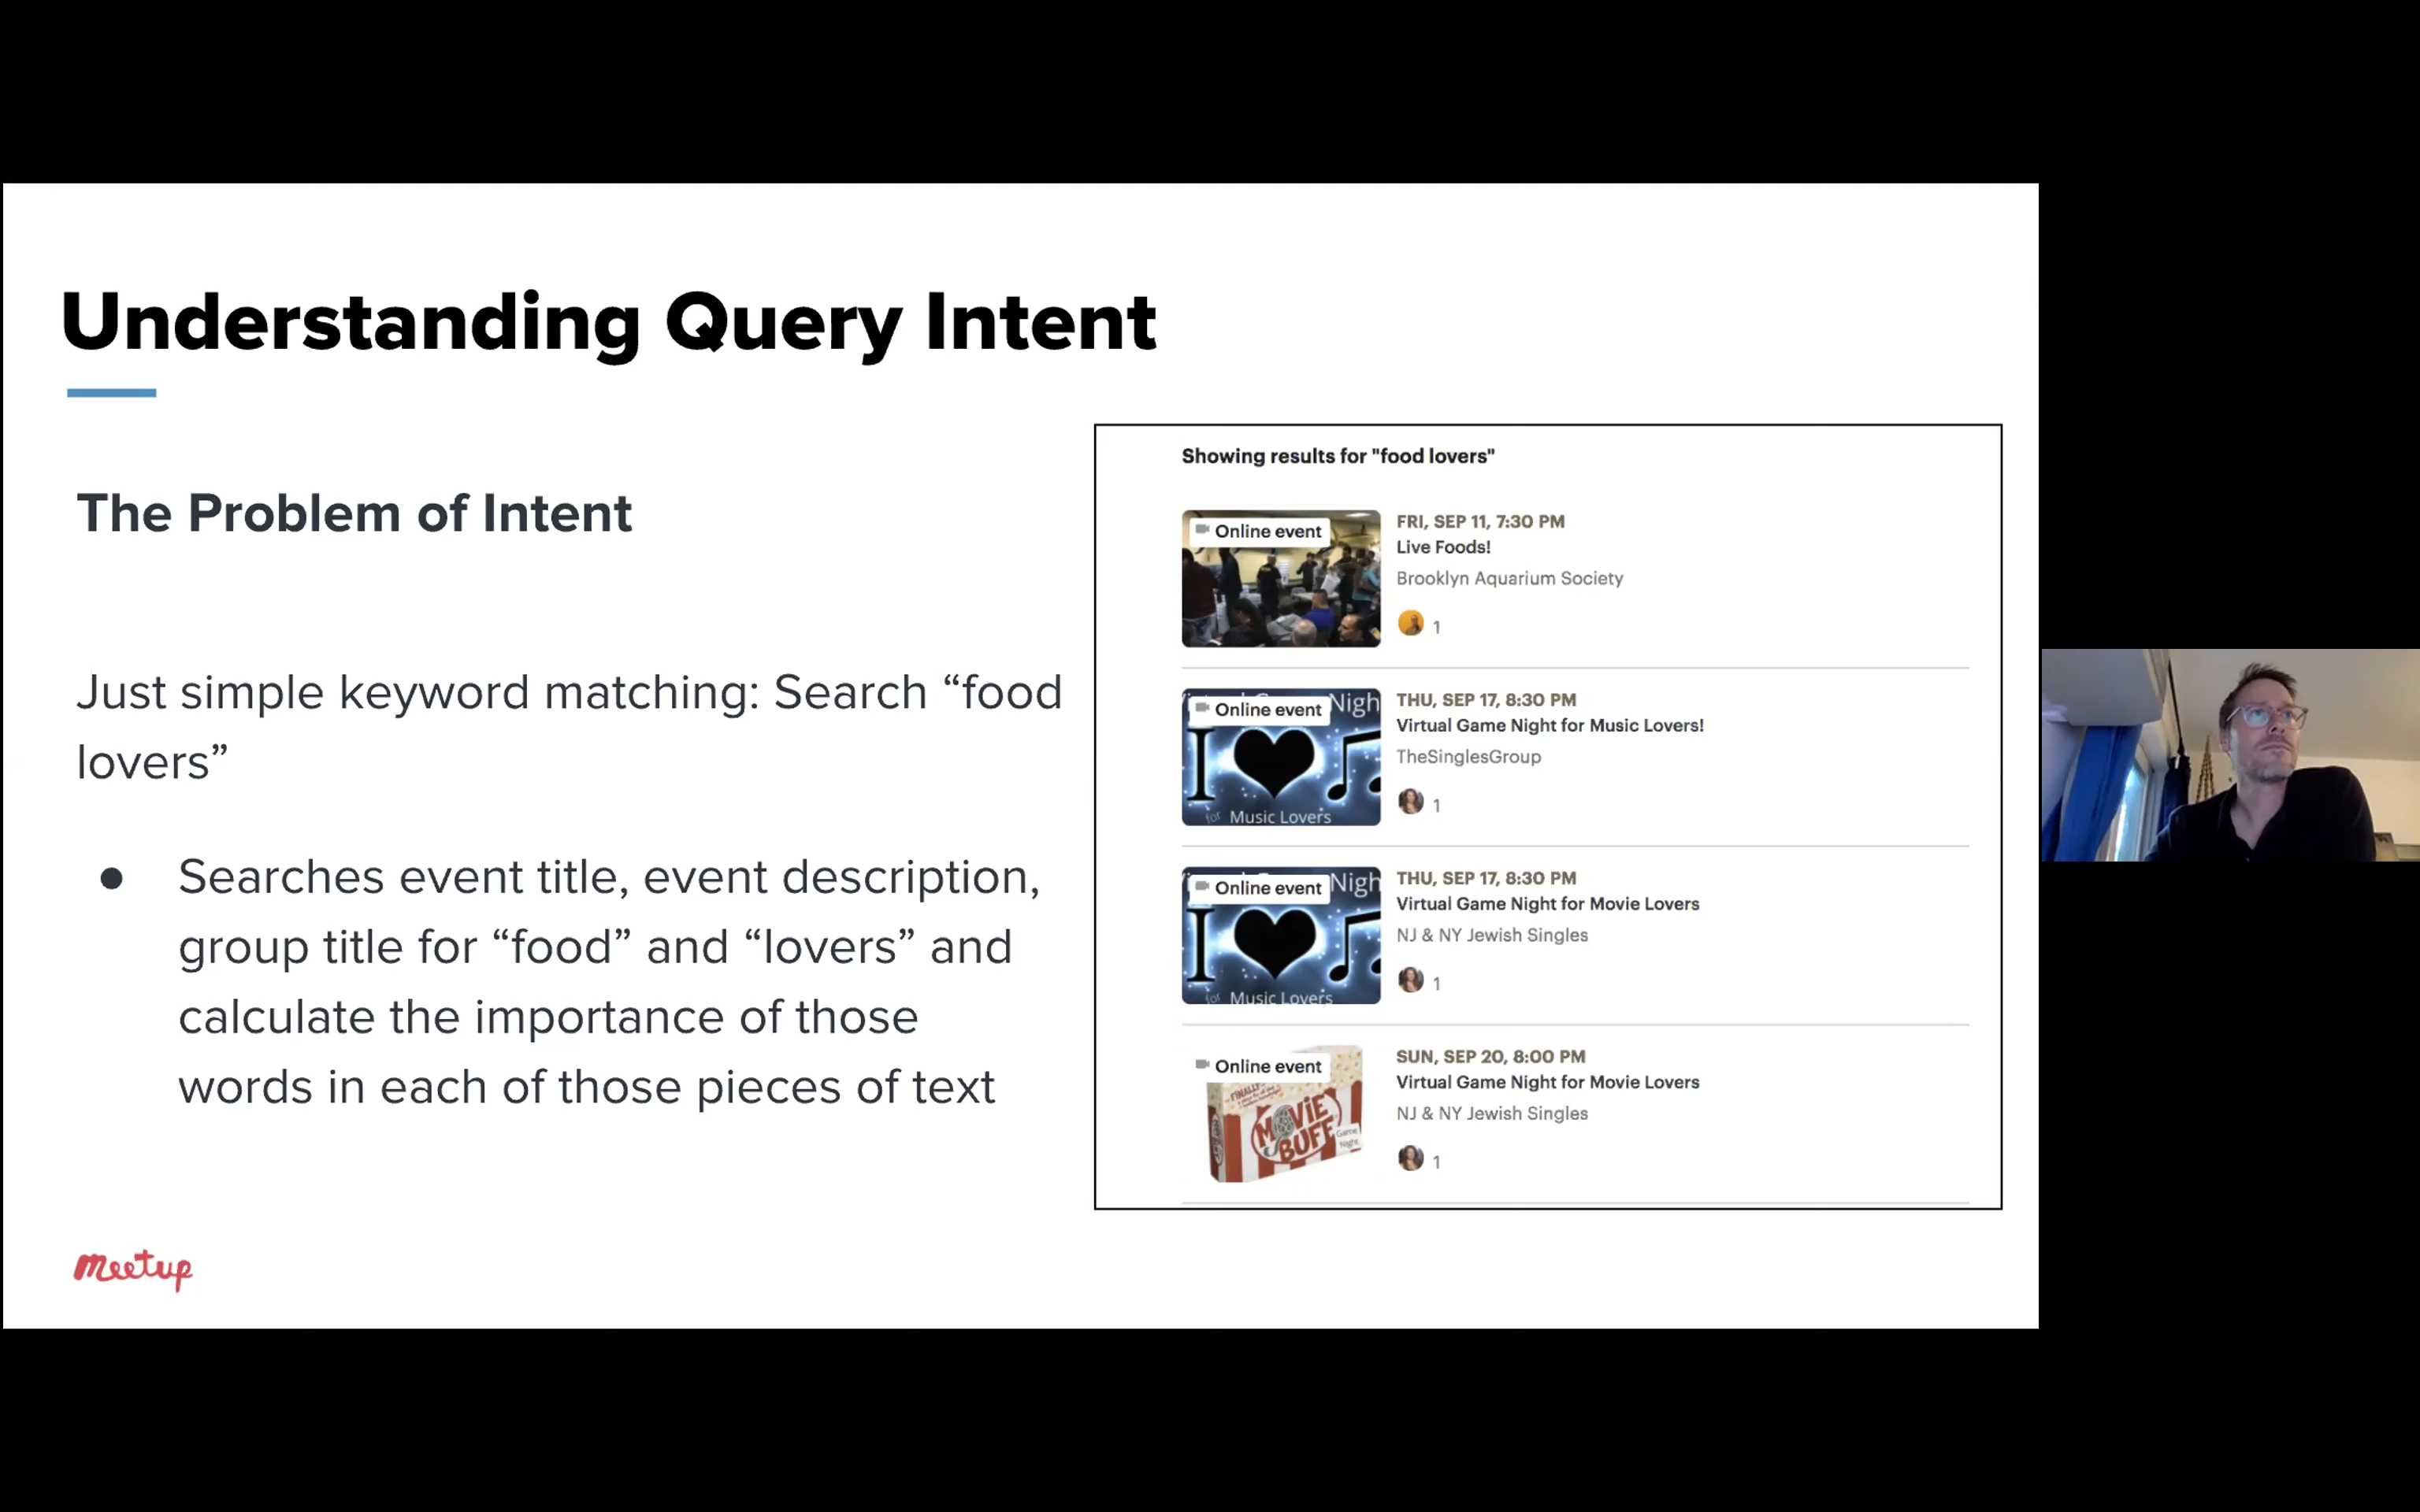 Understanding Query Intent
The Problem of Intent
Just simple keyword matching: Search “food
lovers”
● Searches event title, event description,
group title for “food” and “lovers” and
calculate the importance of those
words in each of those pieces of text
meetup
Showing results for "food lovers"
Online event
FRI, SEP 11, 7:30 PM
Live Foods!
Brooklyn Aquarium Society
1
Online event
Nigh
I
for Music Lovers
THU, SEP 17, 8:30 PM
Virtual Game Night for Music Lovers!
TheSinglesGroup
1
Online event
Nigh
I
for Music Lovers
THU, SEP 17, 8:30 PM
Virtual Game Night for Movie Lovers
NJ & NY Jewish Singles
1
Online event
FINALLY
MOVIE
BUFF
Game
Night
SUN, SEP 20, 8:00 PM
Virtual Game Night for Movie Lovers
NJ & NY Jewish Singles
1